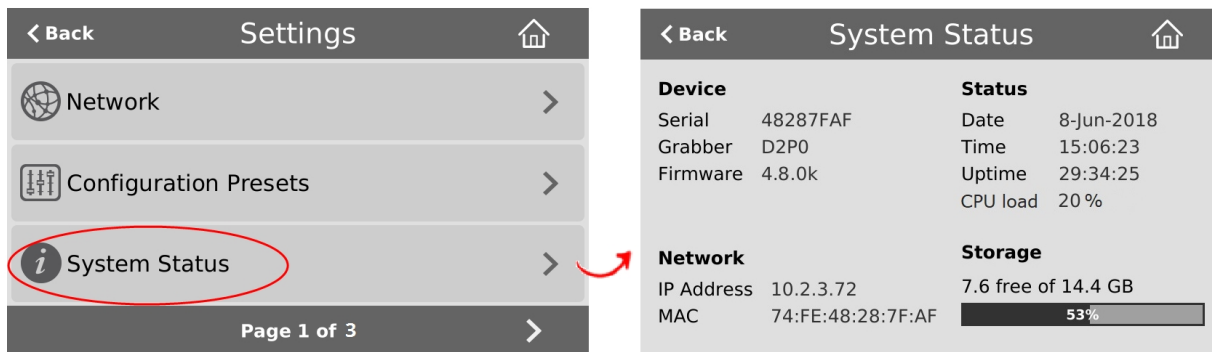 Back Settings
Network
Configuration Presets
i System Status
Page 1 of 3
Back System Status
Device
Serial 48287FAF
Grabber D2P0
Firmware 4.8.0k
Status
Date 8-Jun-2018
Time 15:06:23
Uptime 29:34:25
CPU load 20 %
Network
IP Address 10.2.3.72
MAC 74:FE:48:28:7F:AF
Storage
7.6 free of 14.4 GB
53%